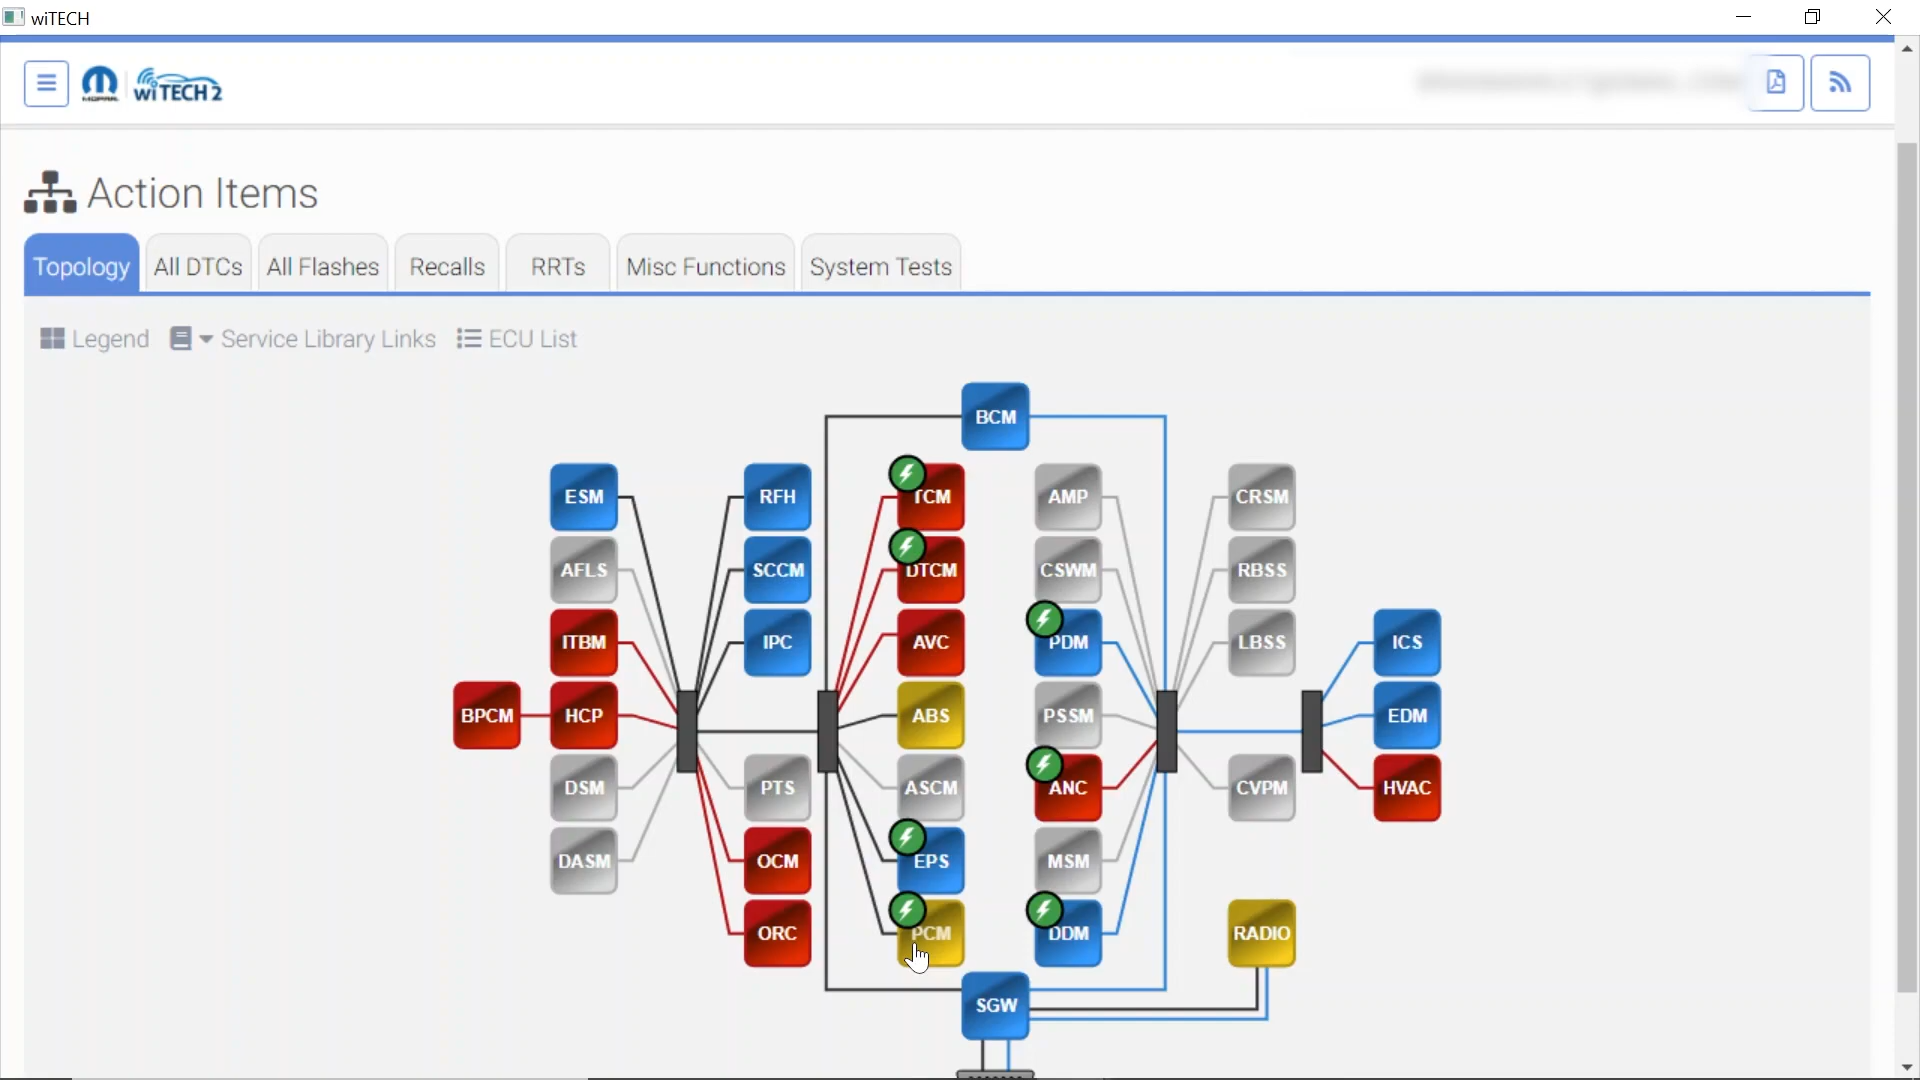 wiTECH
MOPAR
wiTECH 2
Action Items
Topology
All DTCs
All Flashes
Recalls
RRTs
Misc Functions
System Tests
Legend
Service Library Links
ECU List
BCM
ESM
RFH
TCM
AMP
CRSM
AFLS
SCCM
DTCM
CSWM
RBSS
ITBM
IPC
AVC
PDM
LBSS
ICS
BPCM
HCP
ABS
PSSM
EDM
DSM
PTS
ASCM
ANC
CVPM
HVAC
DASM
OCM
EPS
MSM
ORC
PCM
DDM
RADIO
SGW